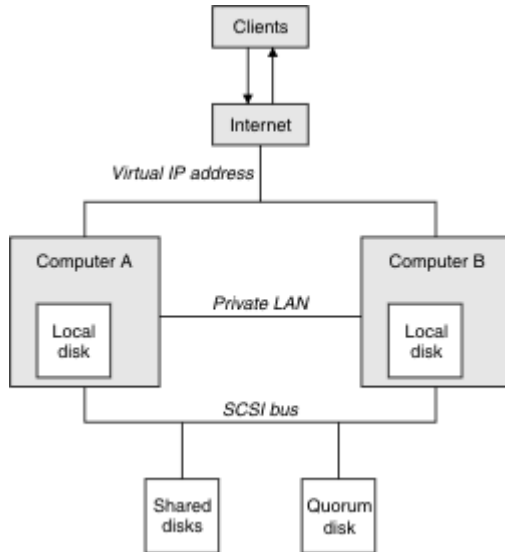 Clients
Internet
Virtual IP address
Computer A
Computer B
Private LAN
Local
disk
Local
disk
SCSI bus
Shared
disks
Quorum
disk